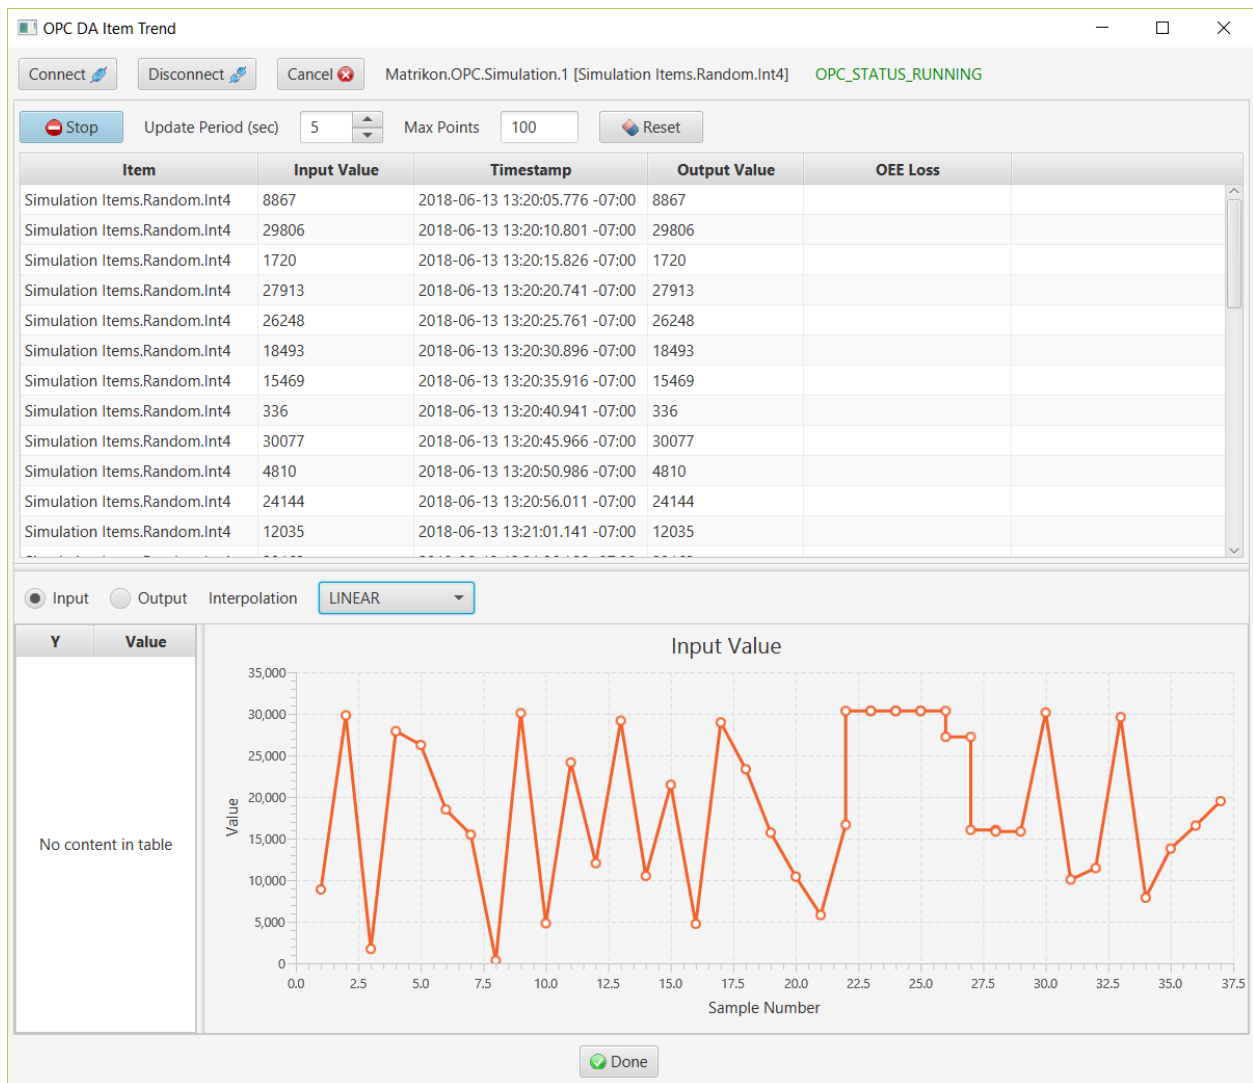 OPC DA Item Trend
Connect Disconnect Cancel Matrikon.OPC.Simulation.1 [Simulation Items.Random.Int4] OPC_STATUS_RUNNING
Stop Update Period (sec) 5 Max Points 100 Reset
Item Input Value Timestamp Output Value OEE Loss
Simulation Items.Random.Int4 8867 2018-06-13 13:20:05.776 -07:00 8867
Simulation Items.Random.Int4 29806 2018-06-13 13:20:10.801 -07:00 29806
Simulation Items.Random.Int4 1720 2018-06-13 13:20:15.826 -07:00 1720
Simulation Items.Random.Int4 27913 2018-06-13 13:20:20.741 -07:00 27913
Simulation Items.Random.Int4 26248 2018-06-13 13:20:25.761 -07:00 26248
Simulation Items.Random.Int4 18493 2018-06-13 13:20:30.896 -07:00 18493
Simulation Items.Random.Int4 15469 2018-06-13 13:20:35.916 -07:00 15469
Simulation Items.Random.Int4 336 2018-06-13 13:20:40.941 -07:00 336
Simulation Items.Random.Int4 30077 2018-06-13 13:20:45.966 -07:00 30077
Simulation Items.Random.Int4 4810 2018-06-13 13:20:50.986 -07:00 4810
Simulation Items.Random.Int4 24144 2018-06-13 13:20:56.011 -07:00 24144
Simulation Items.Random.Int4 12035 2018-06-13 13:21:01.141 -07:00 12035
Input Output Interpolation LINEAR
Y Value
No content in table
Input Value
35,000
30,000
25,000
20,000
15,000
10,000
5,000
0
Value
0.0 2.5 5.0 7.5 10.0 12.5 15.0 17.5 20.0 22.5 25.0 27.5 30.0 32.5 35.0 37.5
Sample Number
Done